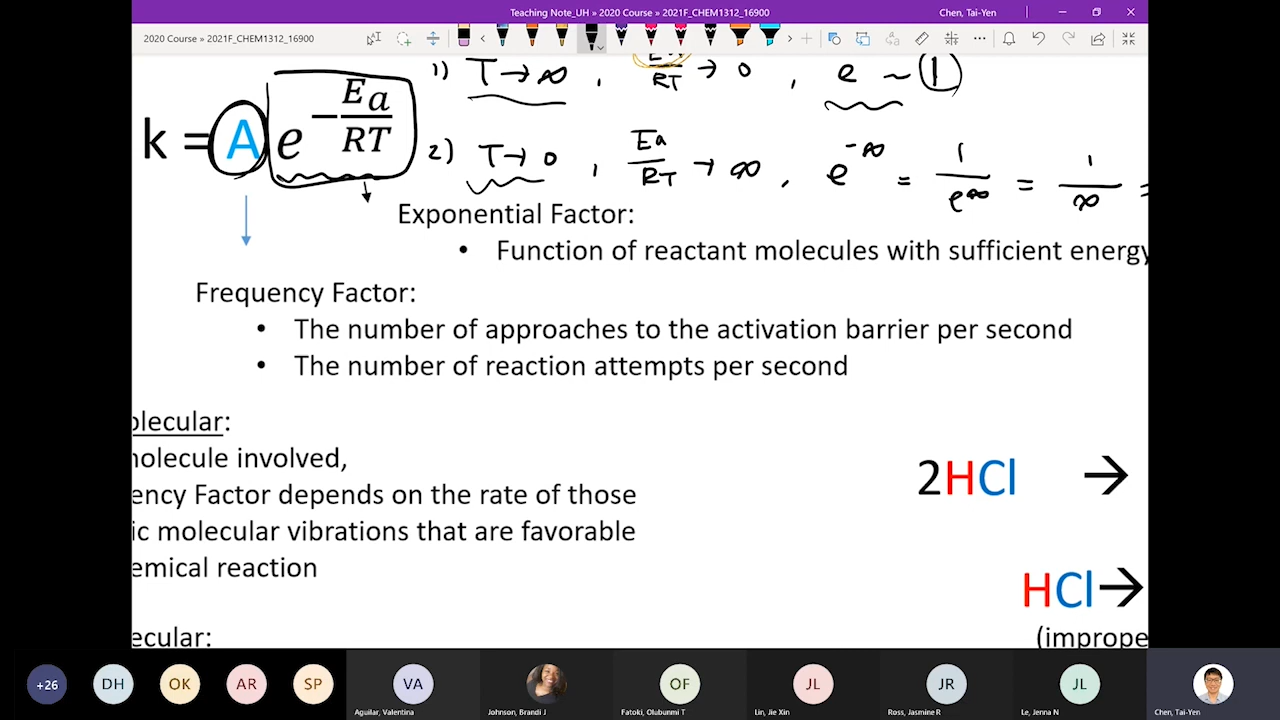 Teaching Note_UH » 2020 Course » 2021F_CHEM1312_16900
Chen, Tai-Yen
2020 Course » 2021F_CHEM1312_16900
1) T → ∞ , Ea/RT → 0 , e ~ 1
k = A e^-Ea/RT
2) T → 0 , Ea/RT → ∞ , e^-∞ = 1/e^∞ = 1/∞ =
Exponential Factor:
• Function of reactant molecules with sufficient energy
Frequency Factor:
• The number of approaches to the activation barrier per second
• The number of reaction attempts per second
olecular:
molecule involved,
ency Factor depends on the rate of those
ic molecular vibrations that are favorable
emical reaction
2HCl →
HCl→
ecular:
(imprope
+26 DH OK AR SP VA OF JL JR JL
Aguilar, Valentina
Johnson, Brandi J
Fatoki, Olubunmi T
Lin, Jie Xin
Ross, Jasmine R
Le, Jenna N
Chen, Tai-Yen